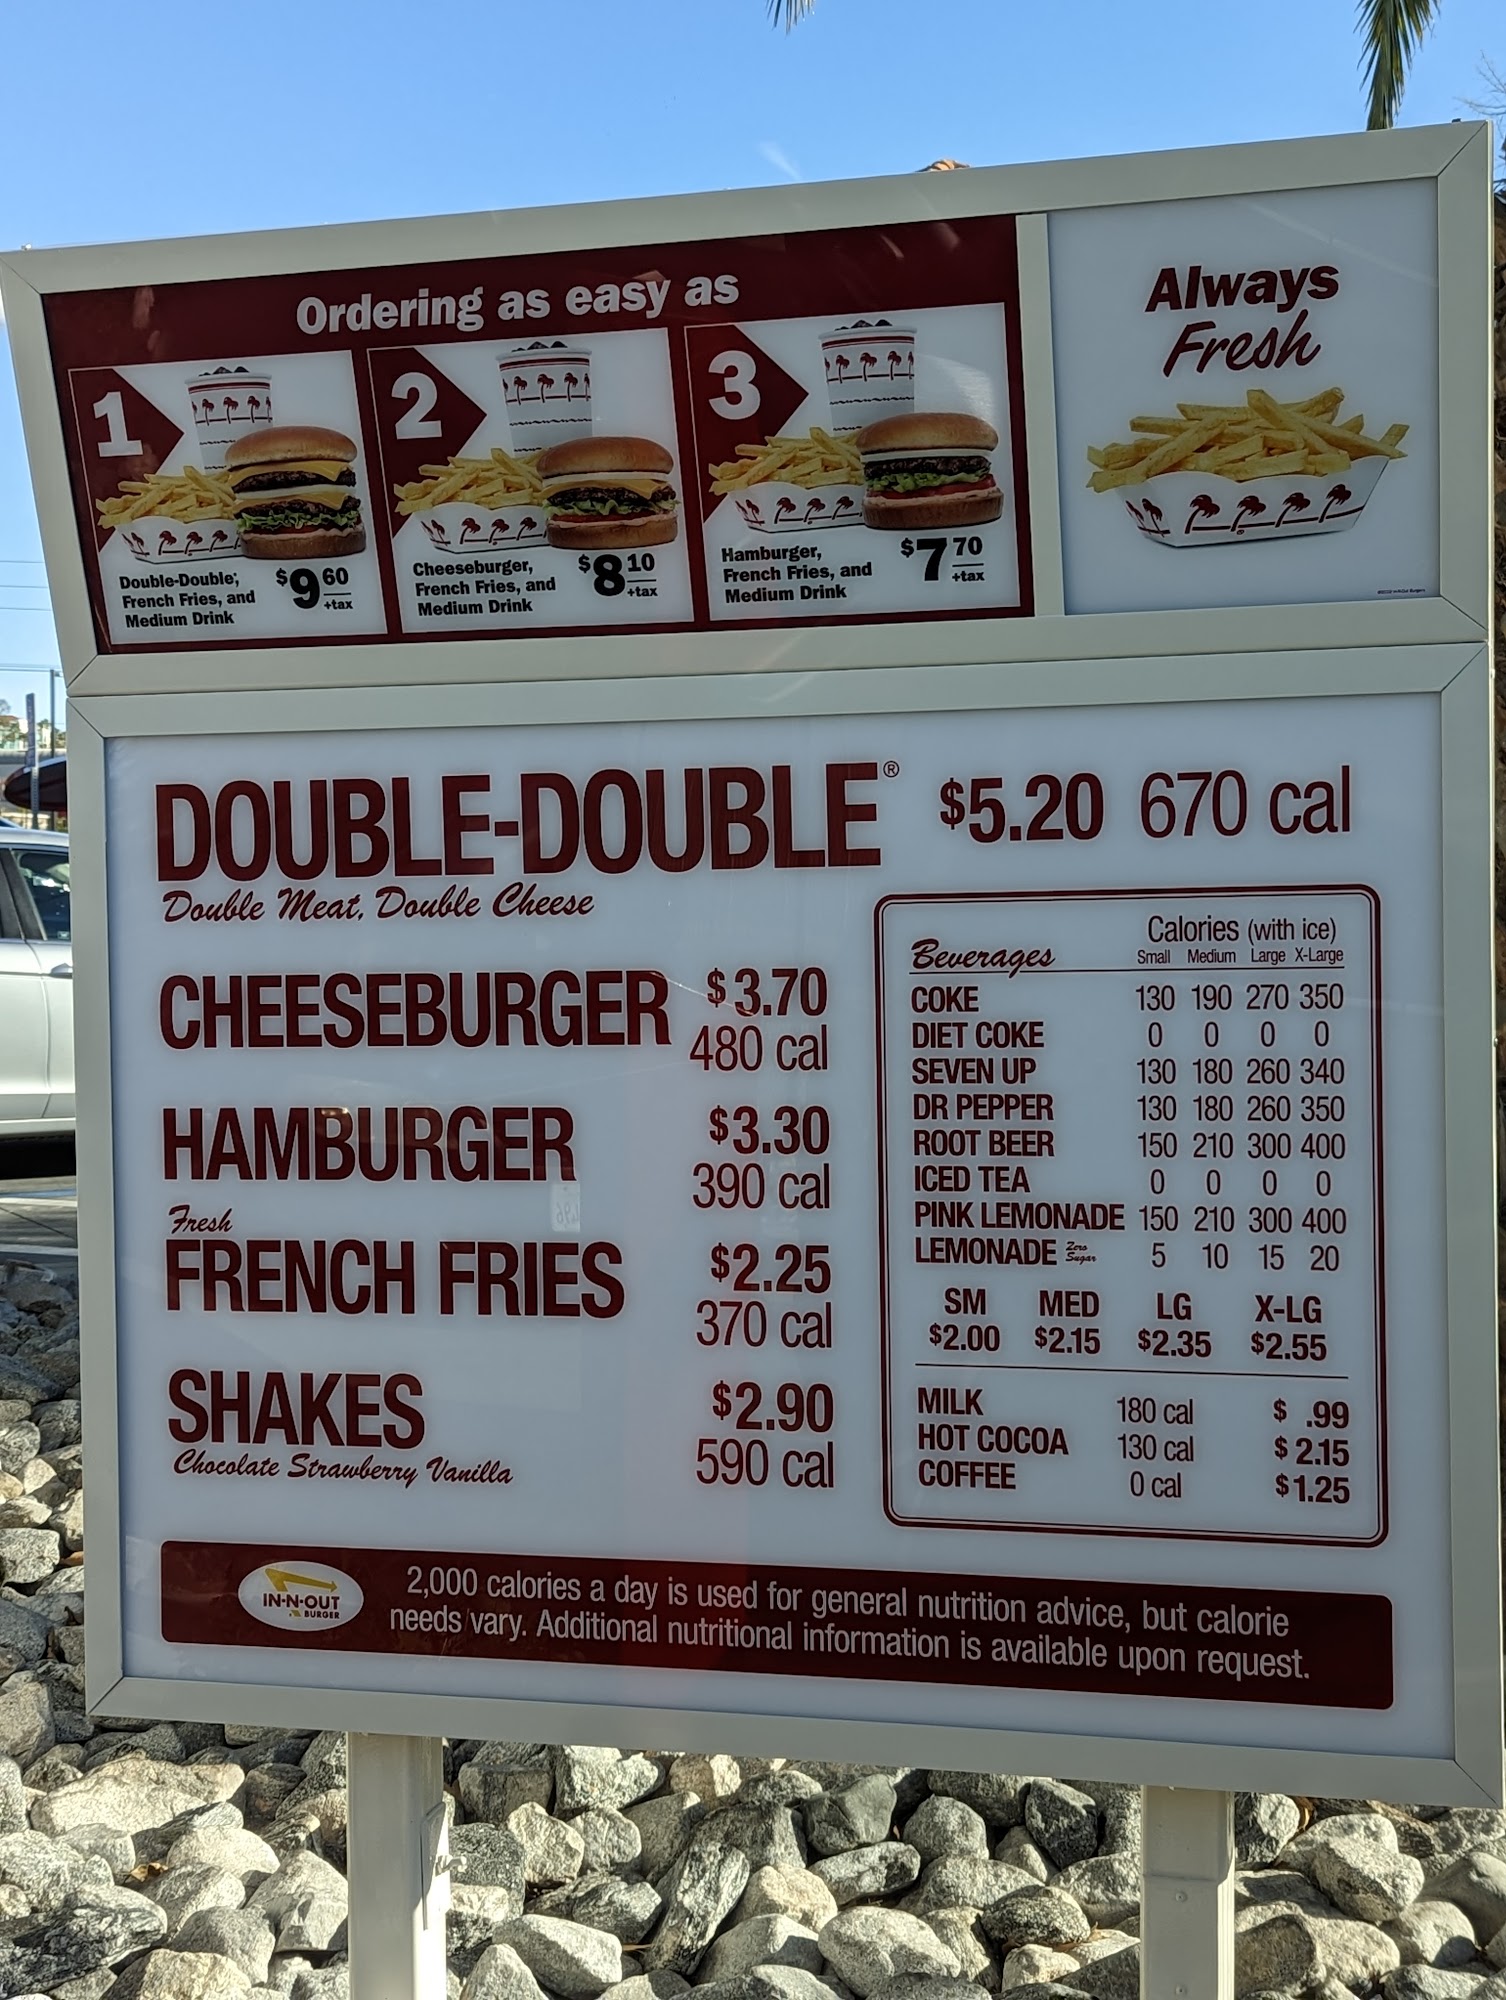 Ordering as easy as
1
Double-Double®,
French Fries, and
Medium Drink
$9 60
+tax
2
Cheeseburger,
French Fries, and
Medium Drink
$8 10
+tax
3
Hamburger,
French Fries, and
Medium Drink
$7 70
+tax
Always
Fresh
DOUBLE-DOUBLE® $5.20 670 cal
Double Meat, Double Cheese
CHEESEBURGER $3.70
480 cal
HAMBURGER $3.30
390 cal
Fresh
FRENCH FRIES $2.25
370 cal
SHAKES $2.90
Chocolate Strawberry Vanilla 590 cal
Calories (with ice)
Beverages Small Medium Large X-Large
COKE 130 190 270 350
DIET COKE 0 0 0 0
SEVEN UP 130 180 260 340
DR PEPPER 130 180 260 350
ROOT BEER 150 210 300 400
ICED TEA 0 0 0 0
PINK LEMONADE 150 210 300 400
LEMONADE Zero Sugar 5 10 15 20
SM MED LG X-LG
$2.00 $2.15 $2.35 $2.55
MILK 180 cal $ .99
HOT COCOA 130 cal $2.15
COFFEE 0 cal $1.25
IN-N-OUT
BURGER
2,000 calories a day is used for general nutrition advice, but calorie
needs vary. Additional nutritional information is available upon request.